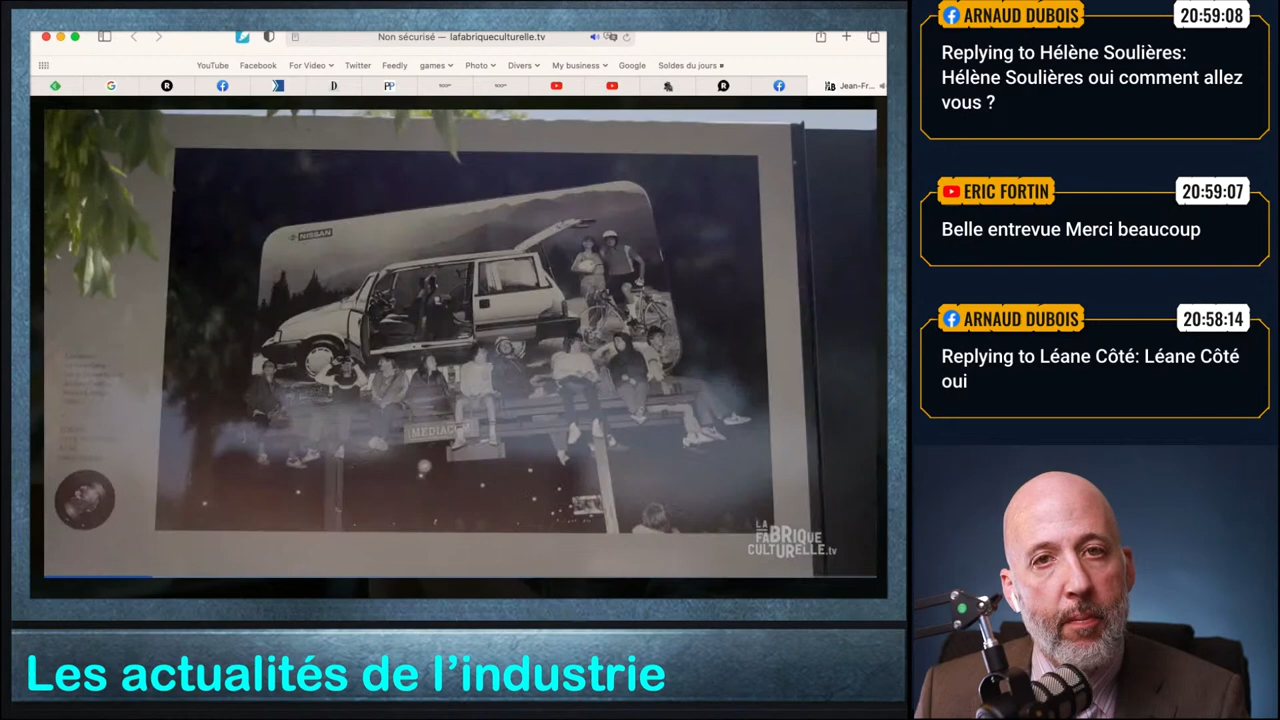 Non sécurisé — lafabriqueculturelle.tv
YouTube Facebook For Video Twitter Feedly games Photo Divers My business Google Soldes du jours
Jean-Fr...
NISSAN
MEDIACOM
LA
FABRIQUE
CULTURELLE.tv
Les actualités de l'industrie
ARNAUD DUBOIS 20:59:08
Replying to Hélène Soulières:
Hélène Soulières oui comment allez
vous ?
ERIC FORTIN 20:59:07
Belle entrevue Merci beaucoup
ARNAUD DUBOIS 20:58:14
Replying to Léane Côté: Léane Côté
oui